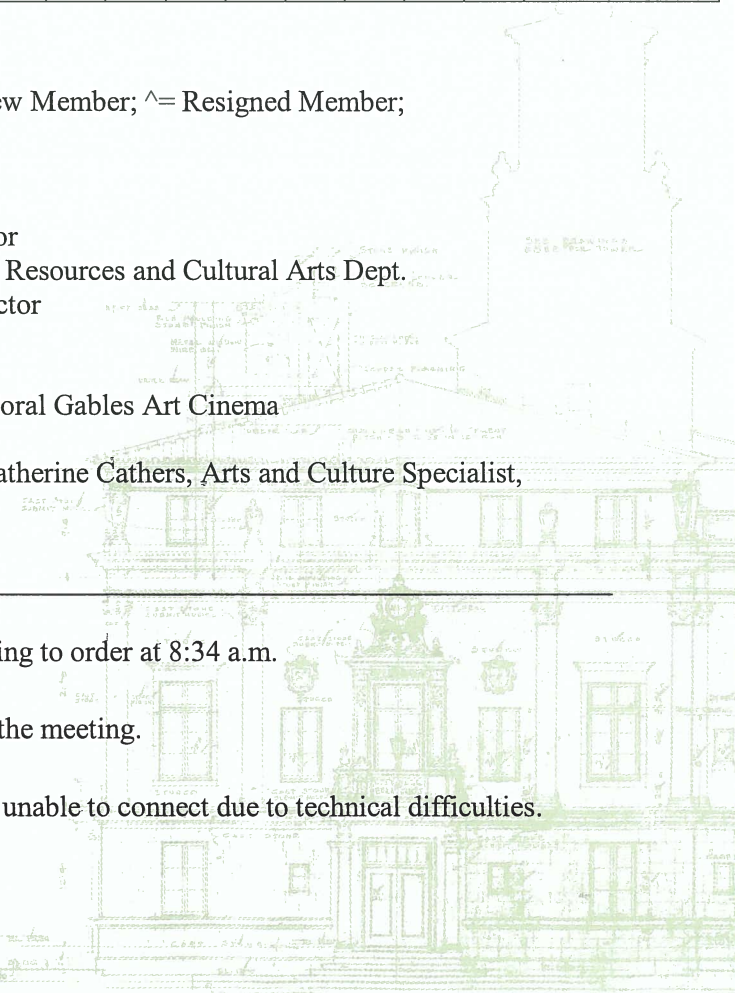 ew Member; ^= Resigned Member;
or
Resources and Cultural Arts Dept.
ctor
oral Gables Art Cinema
atherine Cathers, Arts and Culture Specialist,
ing to order at 8:34 a.m.
the meeting.
unable to connect due to technical difficulties.